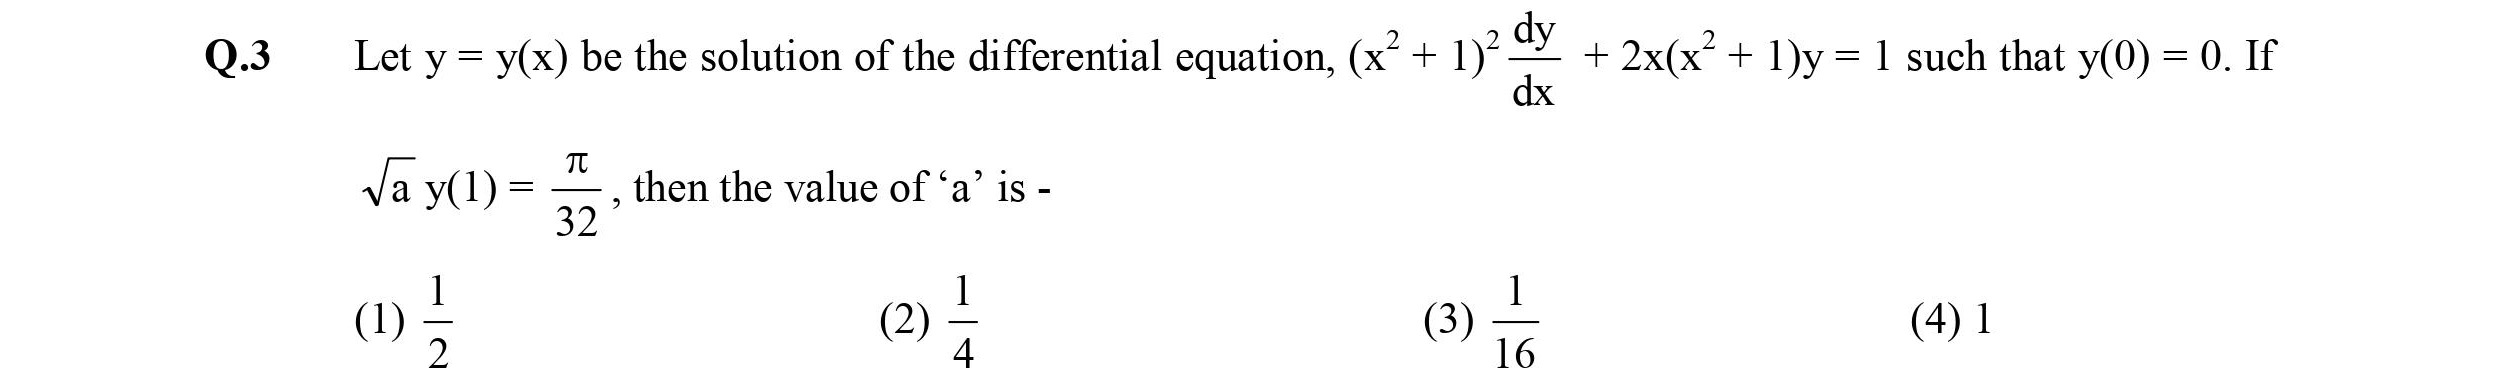 Q.3 Let y = y(x) be the solution of the differential equation, (x² + 1)² dy/dx + 2x(x² + 1)y = 1 such that y(0) = 0. If
√a y(1) = π/32, then the value of ‘a’ is -
(1) 1/2 (2) 1/4 (3) 1/16 (4) 1